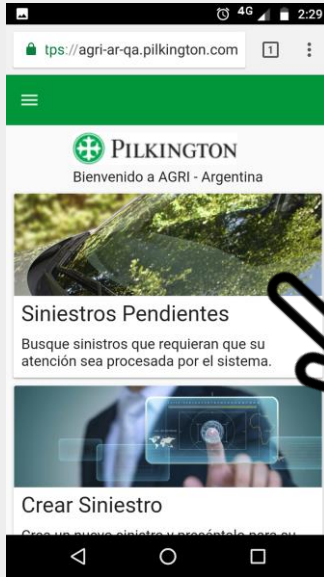 4G 2:29
tps://agri-ar-qa.pilkington.com 1
PILKINGTON
Bienvenido a AGRI - Argentina
Siniestros Pendientes
Busque sinistros que requieran que su
atención sea procesada por el sistema.
Crear Siniestro